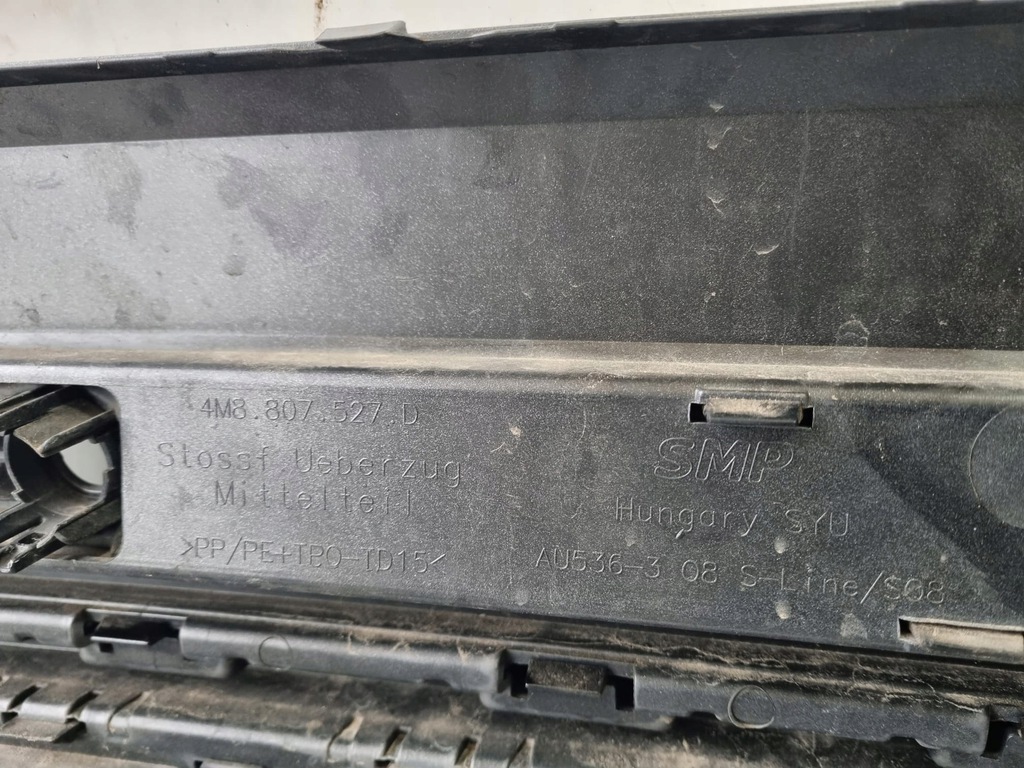 4M8.807.527.D
Stossf.Ueberzug
Mittelteil
>PP/PE+TPO-TD15<
SMP
Hungary SYU
AU536-3 Q8 S-Line/SQ8